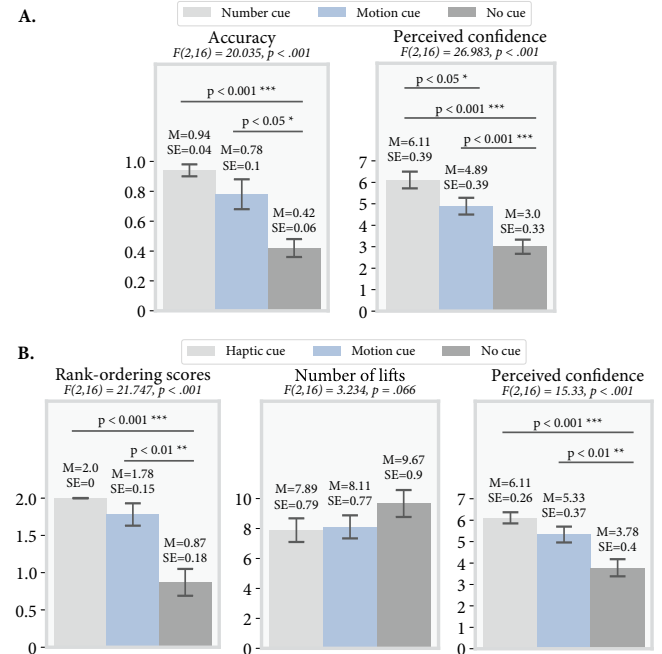 A.
Number cue Motion cue No cue
Accuracy
F(2,16) = 20.035, p < .001
p < 0.001 ***
p < 0.05 *
M=0.94
SE=0.04
M=0.78
SE=0.1
M=0.42
SE=0.06
1.0
0.8
0.6
0.4
0.2
0
Perceived confidence
F(2,16) = 26.983, p < .001
p < 0.05 *
p < 0.001 ***
p < 0.001 ***
M=6.11
SE=0.39
M=4.89
SE=0.39
M=3.0
SE=0.33
7
6
5
4
3
2
1
0
B.
Haptic cue Motion cue No cue
Rank-ordering scores
F(2,16) = 21.747, p < .001
p < 0.001 ***
p < 0.01 **
M=2.0
SE=0
M=1.78
SE=0.15
M=0.87
SE=0.18
2.0
1.5
1.0
0.5
0
Number of lifts
F(2,16) = 3.234, p = .066
M=7.89
SE=0.79
M=8.11
SE=0.77
M=9.67
SE=0.9
10
8
6
4
2
0
Perceived confidence
F(2,16) = 15.33, p < .001
p < 0.001 ***
p < 0.01 **
M=6.11
SE=0.26
M=5.33
SE=0.37
M=3.78
SE=0.4
7
6
5
4
3
2
1
0